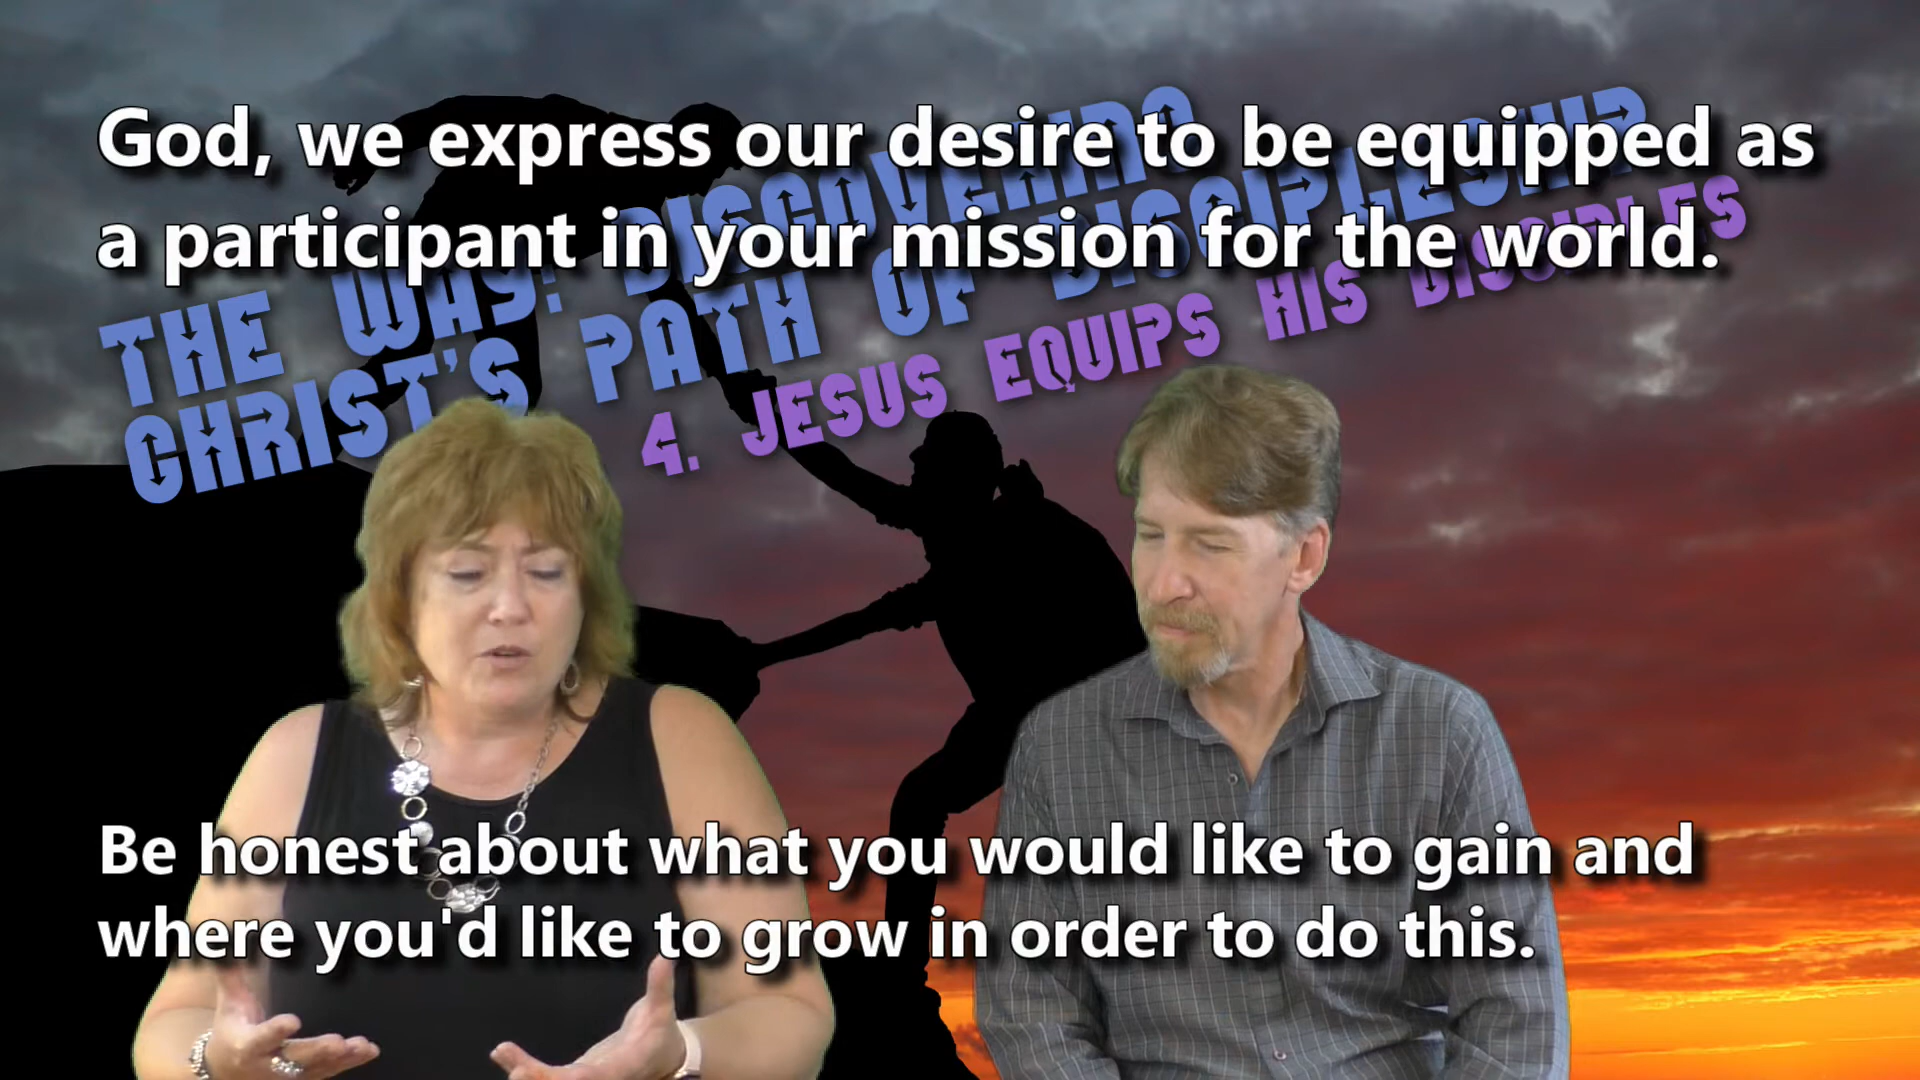 God, we express our desire to be equipped as
a participant in your mission for the world.
THE WAY: DISCOVERING
CHRIST'S PATH OF DISCIPLESHIP
4. JESUS EQUIPS HIS DISCIPLES
Be honest about what you would like to gain and
where you'd like to grow in order to do this.